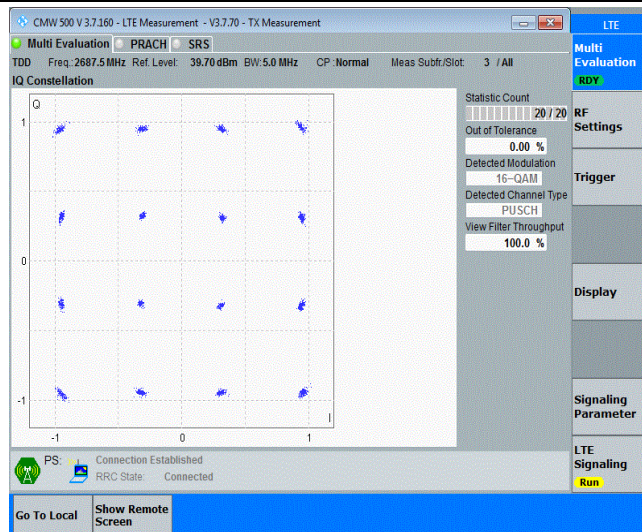 CMW 500 V 3.7.160 - LTE Measurement - V3.7.70 - TX Measurement
LTE
Multi Evaluation PRACH SRS
Multi
Evaluation
RDY
TDD Freq.:2687.5 MHz Ref. Level: 39.70 dBm BW:5.0 MHz CP :Normal Meas Subfr./Slot: 3 / All
IQ Constellation
Q
1
0
-1
-1 0 1
I
Statistic Count
20 / 20
Out of Tolerance
0.00 %
Detected Modulation
16-QAM
Detected Channel Type
PUSCH
View Filter Throughput
100.0 %
RF
Settings
Trigger
Display
Signaling
Parameter
LTE
Signaling
Run
PS: Connection Established
RRC State: Connected
Go To Local
Show Remote
Screen